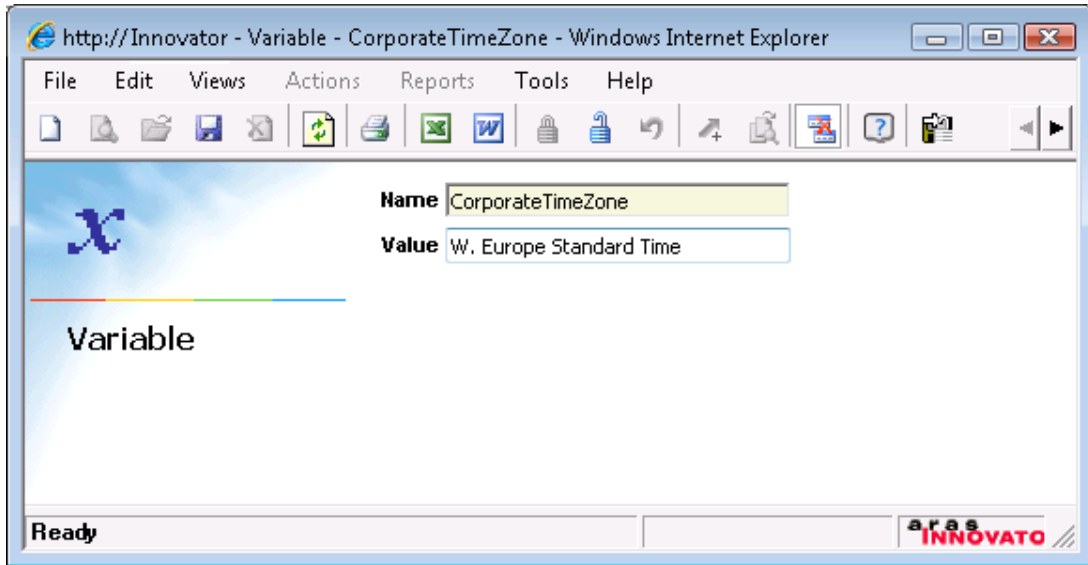 http://Innovator - Variable - CorporateTimeZone - Windows Internet Explorer
File Edit Views Actions Reports Tools Help
Name CorporateTimeZone
Value W. Europe Standard Time
x
Variable
Ready
aras
INNOVATO